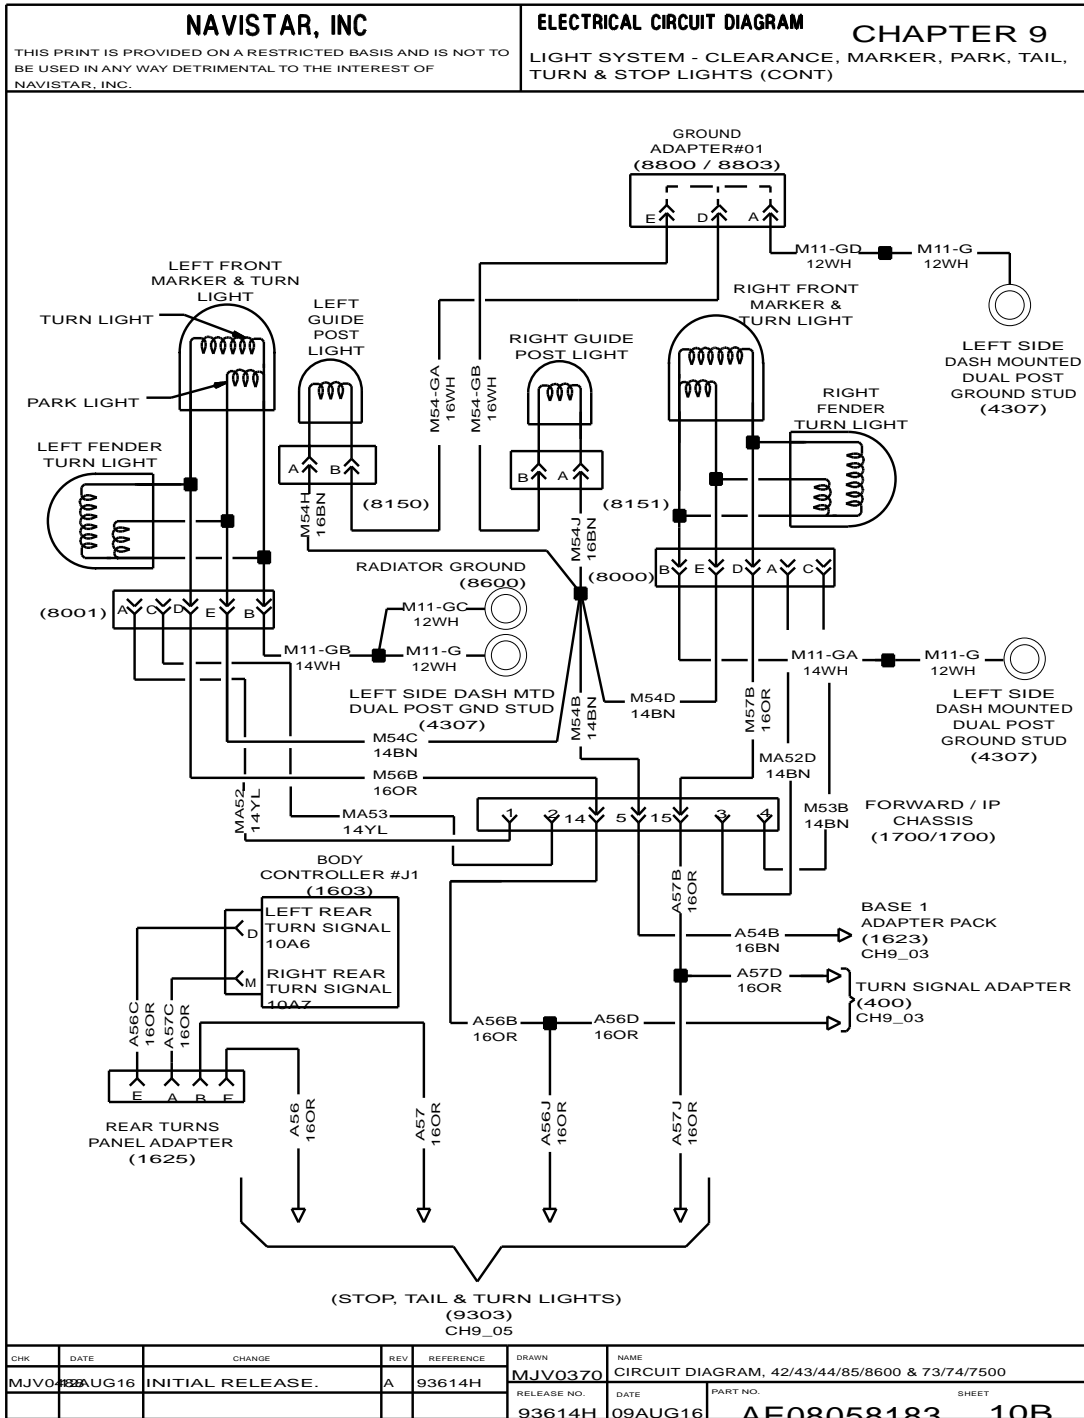 NAVISTAR, INC
THIS PRINT IS PROVIDED ON A RESTRICTED BASIS AND IS NOT TO
BE USED IN ANY WAY DETRIMENTAL TO THE INTEREST OF
NAVISTAR, INC.
ELECTRICAL CIRCUIT DIAGRAM
CHAPTER 9
LIGHT SYSTEM - CLEARANCE, MARKER, PARK, TAIL,
TURN & STOP LIGHTS (CONT)
GROUND
ADAPTER#01
(8800 / 8803)
E D A
M11-GD
12WH
M11-G
12WH
LEFT SIDE
DASH MOUNTED
DUAL POST
GROUND STUD
(4307)
LEFT FRONT
MARKER & TURN
LIGHT
TURN LIGHT
PARK LIGHT
LEFT
GUIDE
POST
LIGHT
RIGHT GUIDE
POST LIGHT
RIGHT FRONT
MARKER &
TURN LIGHT
RIGHT
FENDER
TURN LIGHT
LEFT FENDER
TURN LIGHT
M54-GA
16WH
M54-GB
16WH
A B
(8150)
B A
(8151)
M54H
16BN
M54J
16BN
RADIATOR GROUND
(8600)
(8000)
B E D A C
(8001)
A C D E B
M11-GC
12WH
M11-GB
14WH
M11-G
12WH
LEFT SIDE DASH MTD
DUAL POST GND STUD
(4307)
M11-GA
14WH
M11-G
12WH
LEFT SIDE
DASH MOUNTED
DUAL POST
GROUND STUD
(4307)
M54B
14BN
M54D
14BN
M57B
16OR
M54C
14BN
M56B
16OR
MA52D
14BN
MA52
14YL
MA53
14YL
M53B
14BN
1 2 14 5 15 3 4
FORWARD / IP
CHASSIS
(1700/1700)
BODY
CONTROLLER #J1
(1603)
LEFT REAR
TURN SIGNAL
10A6
D
RIGHT REAR
TURN SIGNAL
10A7
M
A57B
16OR
A54B
16BN
BASE 1
ADAPTER PACK
(1623)
CH9_03
A57D
16OR
TURN SIGNAL ADAPTER
(400)
CH9_03
A56B
16OR
A56D
16OR
A56C
16OR
A57C
16OR
E A B F
REAR TURNS
PANEL ADAPTER
(1625)
A56
16OR
A57
16OR
A56J
16OR
A57J
16OR
(STOP, TAIL & TURN LIGHTS)
(9303)
CH9_05
CHK DATE CHANGE REV REFERENCE
INITIAL RELEASE. A 93614H
DRAWN
MJV0370
NAME
CIRCUIT DIAGRAM, 42/43/44/85/8600 & 73/74/7500
RELEASE NO.
93614H
DATE
09AUG16
PART NO.
AE08058183
SHEET
10B